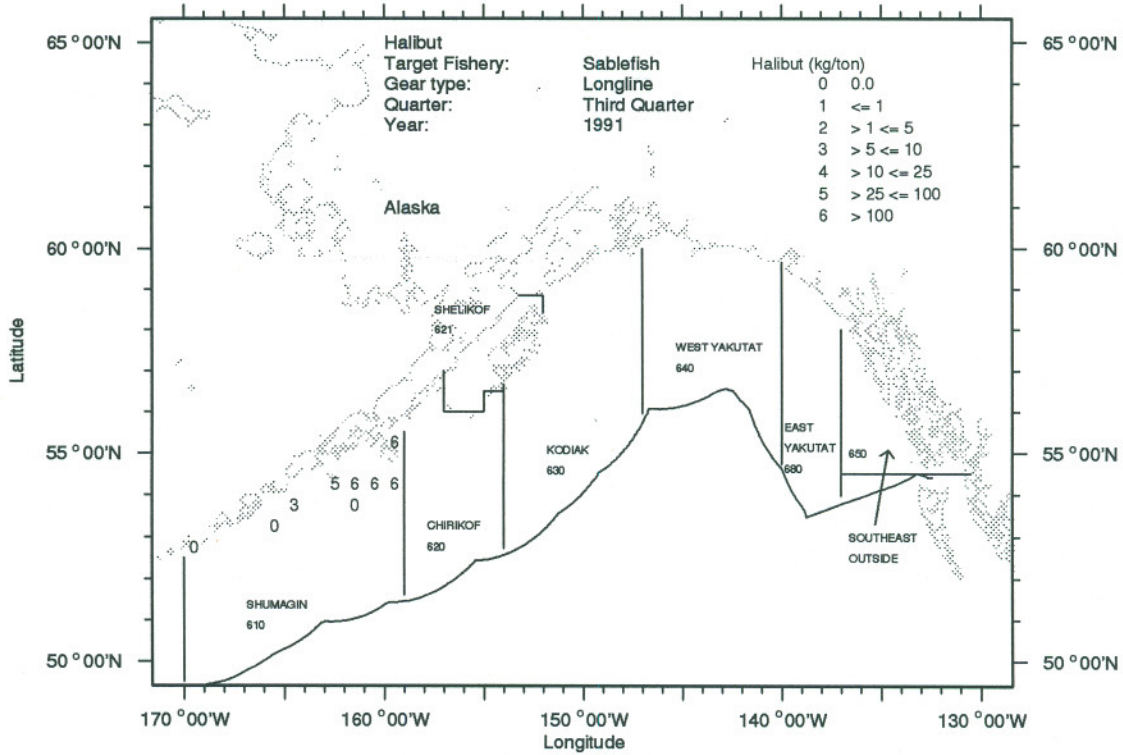 65 °00'N 65 °00'N
Halibut
Target Fishery: Sablefish
Gear type: Longline
Quarter: Third Quarter
Year: 1991
Halibut (kg/ton)
0 0.0
1 <= 1
2 > 1 <= 5
3 > 5 <= 10
4 > 10 <= 25
5 > 25 <= 100
6 > 100
Alaska
60 °00'N 60 °00'N
SHELIKOF
621
WEST YAKUTAT
640
Latitude
55 °00'N 55 °00'N
6
5 6 6 6
0
3
0
0
KODIAK
630
EAST
YAKUTAT
680
650
CHIRIKOF
620
SOUTHEAST
OUTSIDE
SHUMAGIN
610
50 °00'N 50 °00'N
170 °00'W 160 °00'W 150 °00'W 140 °00'W 130 °00'W
Longitude